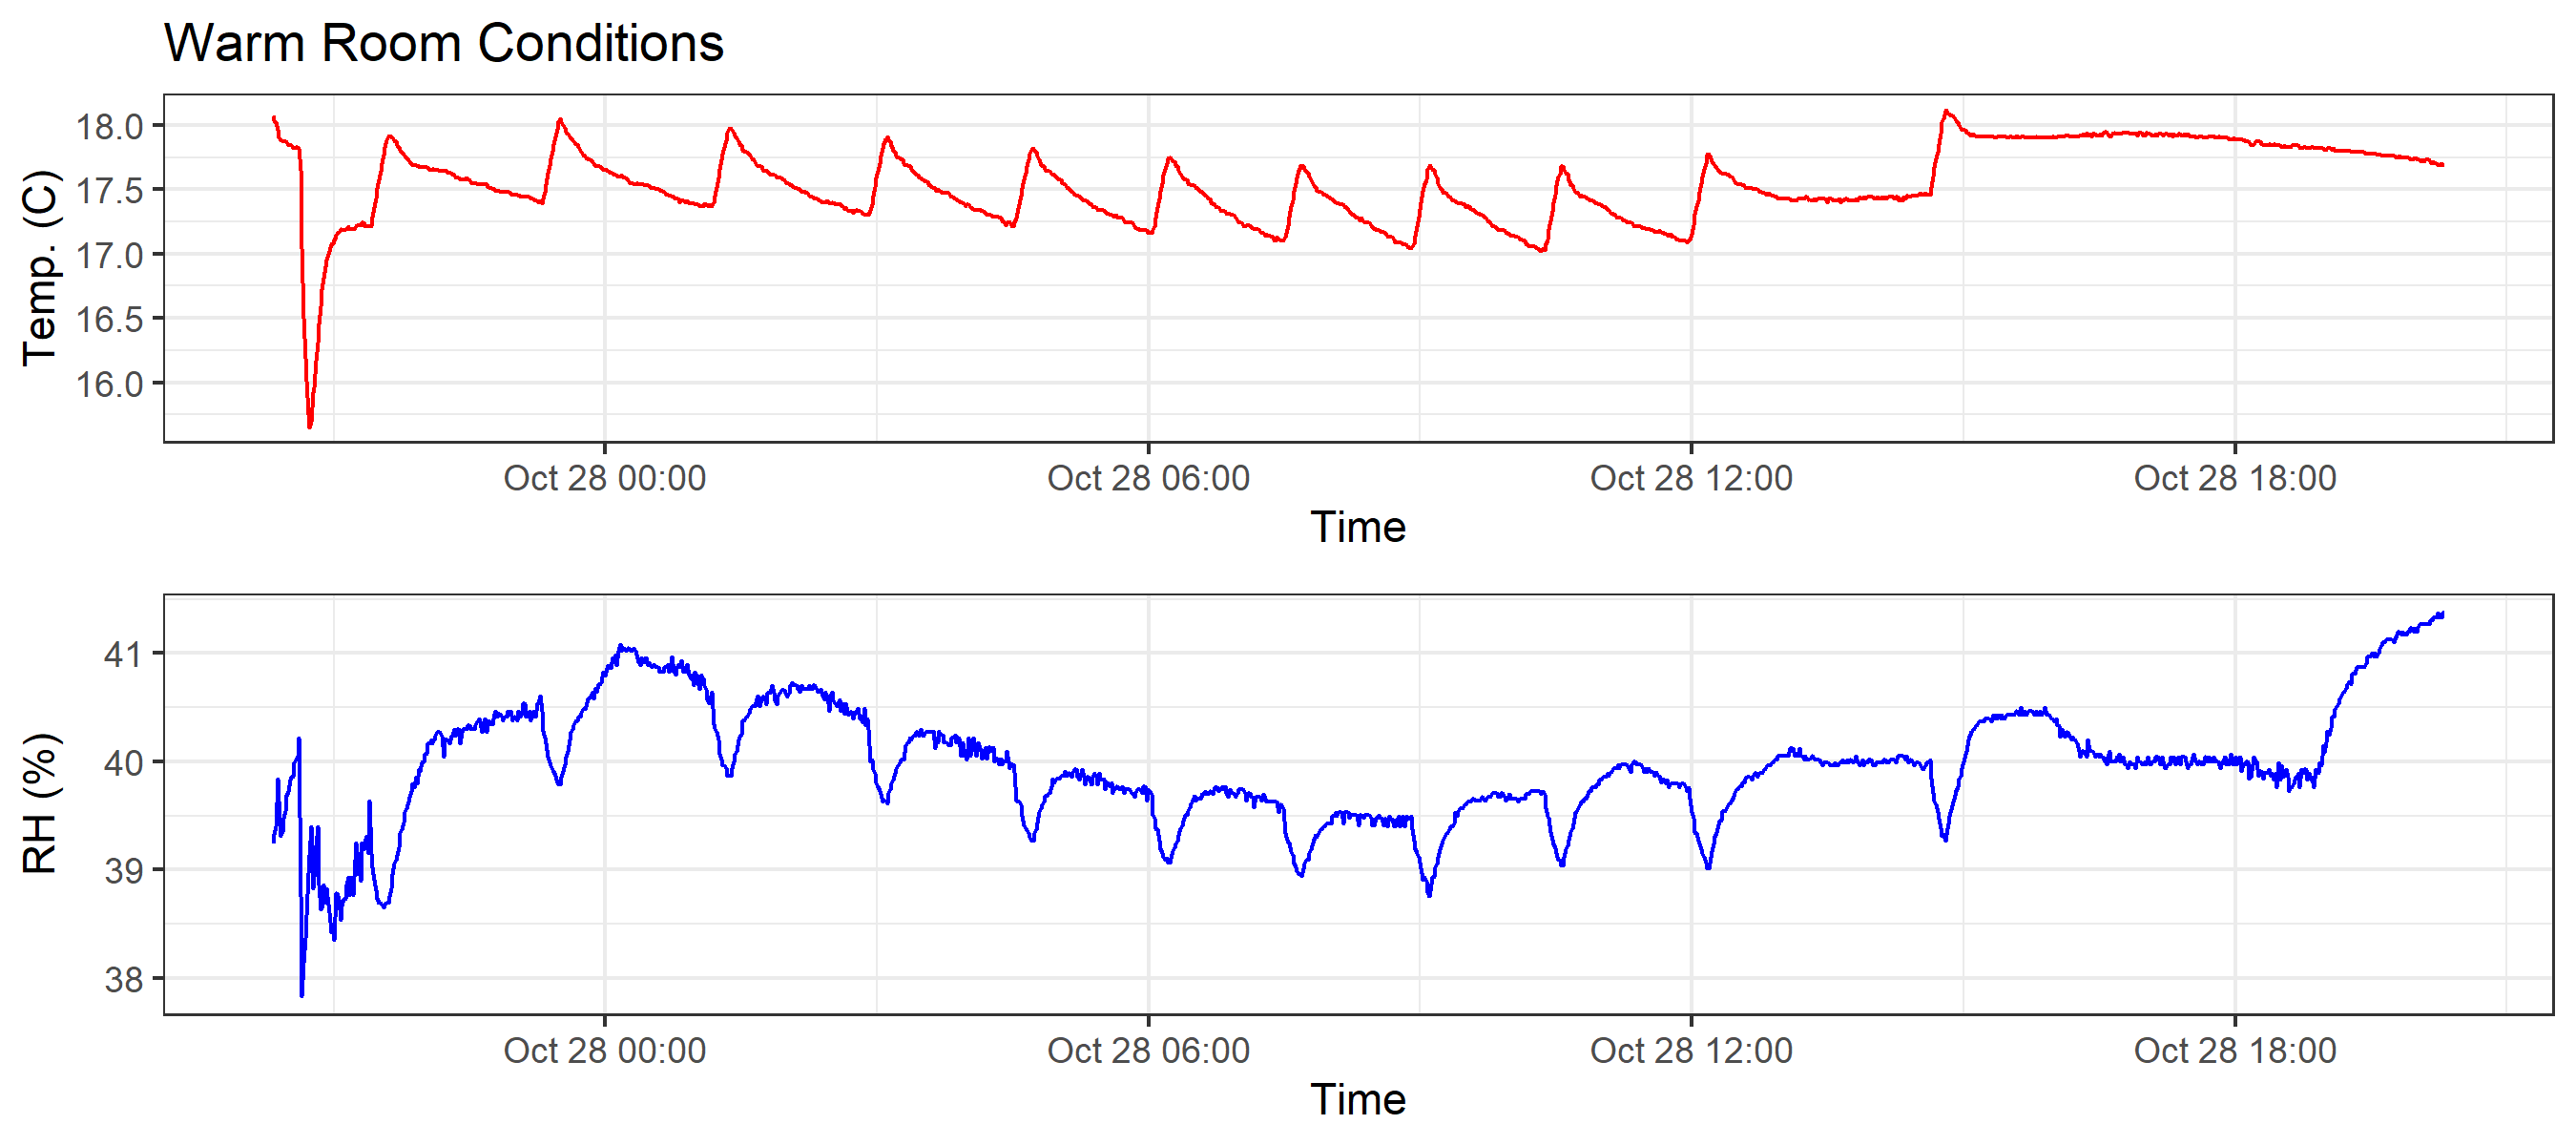 Warm Room Conditions
Temp. (C)
18.0
17.5
17.0
16.5
16.0
Oct 28 00:00 Oct 28 06:00 Oct 28 12:00 Oct 28 18:00
Time
RH (%)
41
40
39
38
Oct 28 00:00 Oct 28 06:00 Oct 28 12:00 Oct 28 18:00
Time